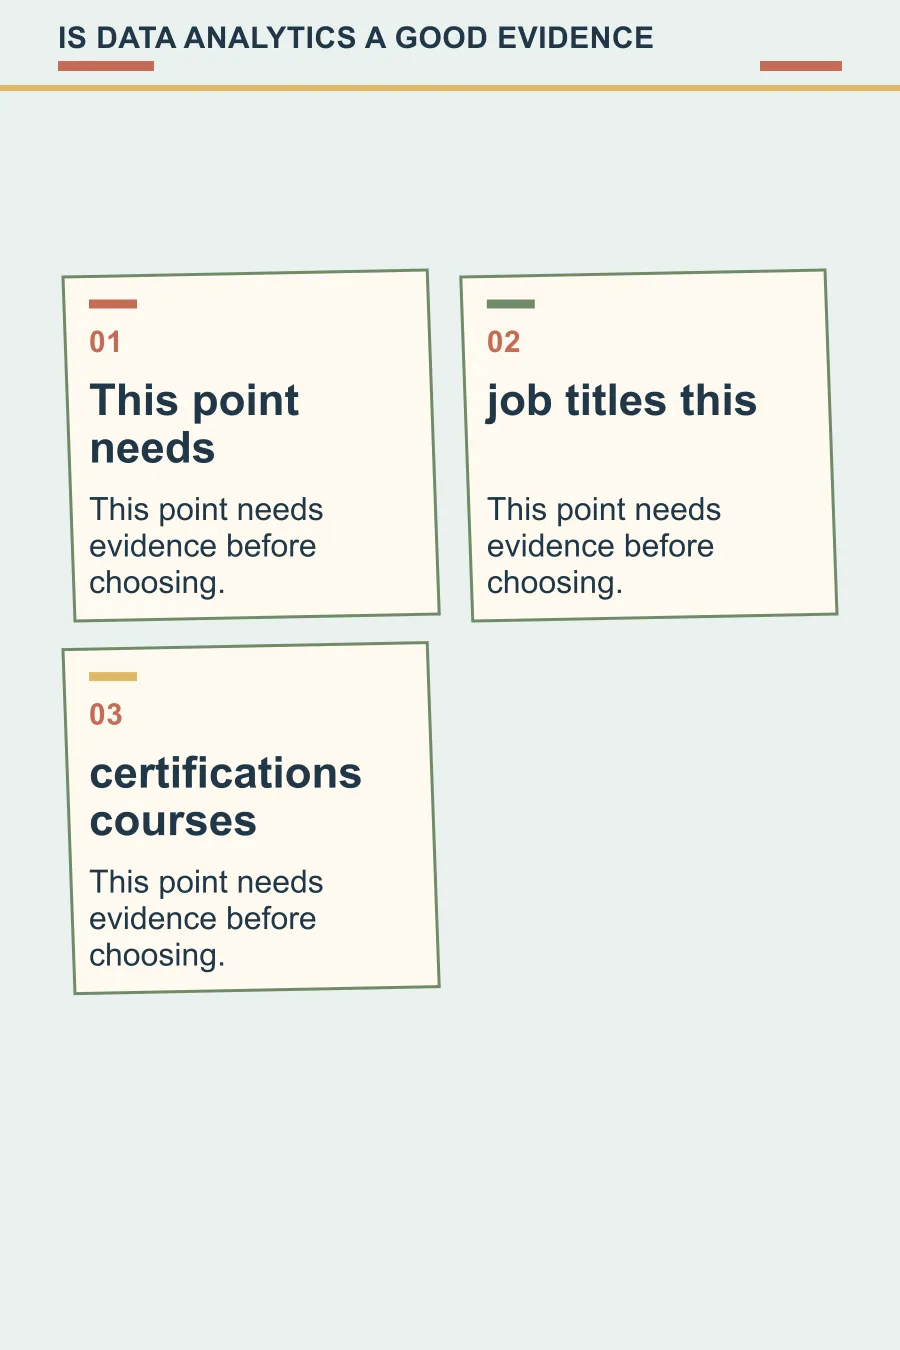 IS DATA ANALYTICS A GOOD EVIDENCE
01
This point
needs
This point needs
evidence before
choosing.
02
job titles this
This point needs
evidence before
choosing.
03
certifications
courses
This point needs
evidence before
choosing.